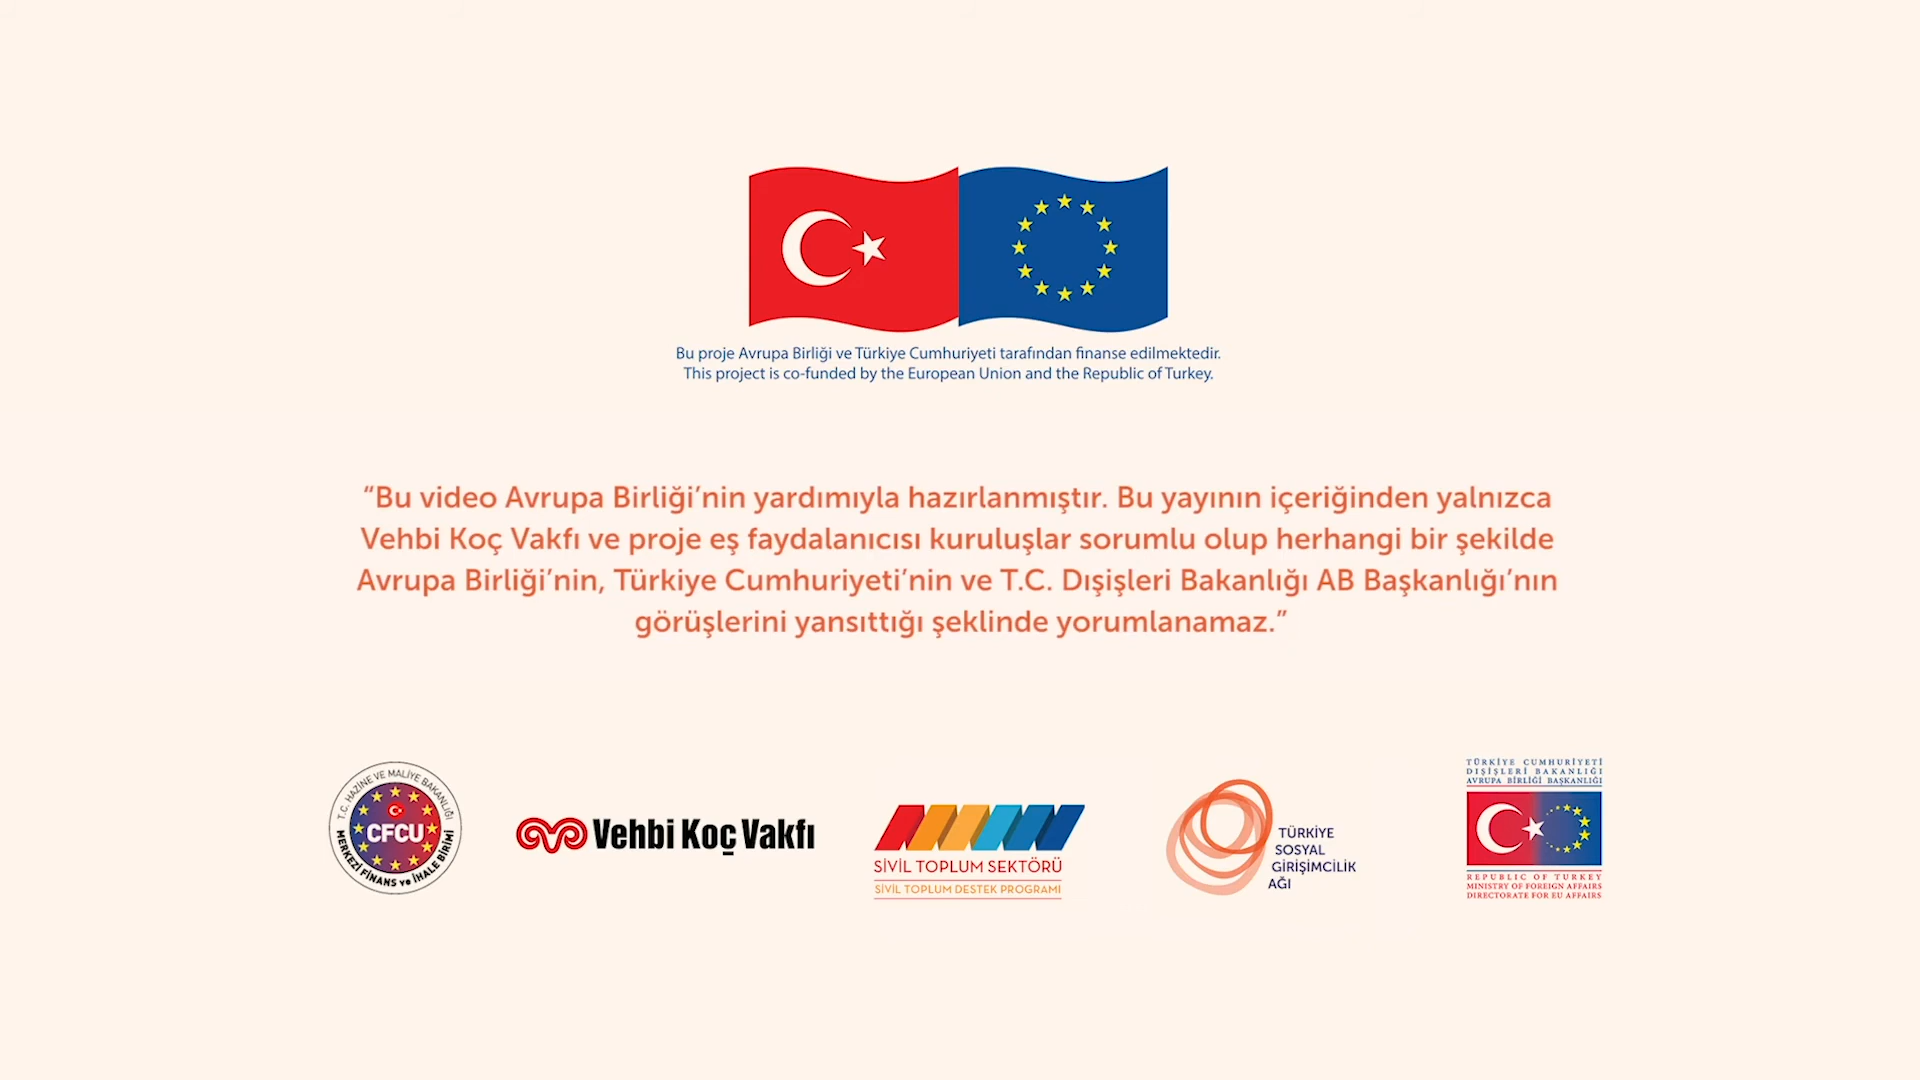 Bu proje Avrupa Birliği ve Türkiye Cumhuriyeti tarafından finanse edilmektedir.
This project is co-funded by the European Union and the Republic of Turkey.
“Bu video Avrupa Birliği’nin yardımıyla hazırlanmıştır. Bu yayının içeriğinden yalnızca
Vehbi Koç Vakfı ve proje eş faydalanıcısı kuruluşlar sorumlu olup herhangi bir şekilde
Avrupa Birliği’nin, Türkiye Cumhuriyeti’nin ve T.C. Dışişleri Bakanlığı AB Başkanlığı’nın
görüşlerini yansıttığı şeklinde yorumlanamaz.”
T.C. HAZİNE VE MALİYE BAKANLIĞI
CFCU
MERKEZİ FİNANS ve İHALE BİRİMİ
Vehbi Koç Vakfı
SİVİL TOPLUM SEKTÖRÜ
SİVİL TOPLUM DESTEK PROGRAMI
TÜRKİYE
SOSYAL
GİRİŞİMCİLİK
AĞI
TÜRKİYE CUMHURİYETİ
DIŞİŞLERİ BAKANLIĞI
AVRUPA BİRLİĞİ BAŞKANLIĞI
REPUBLIC OF TURKEY
MINISTRY OF FOREIGN AFFAIRS
DIRECTORATE FOR EU AFFAIRS